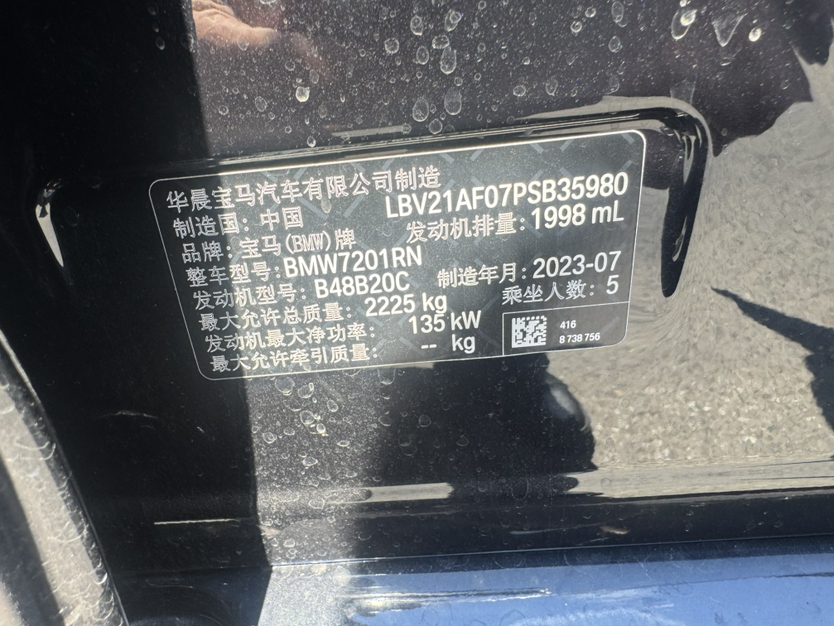 华晨宝马汽车有限公司制造
制造国: 中国 LBV21AF07PSB35980
品牌: 宝马(BMW)牌 发动机排量: 1998 mL
整车型号: BMW7201RN
发动机型号: B48B20C 制造年月: 2023-07
最大允许总质量: 2225 kg 乘坐人数: 5
发动机最大净功率: 135 kW
最大允许牵引质量: -- kg
416
8 738 756